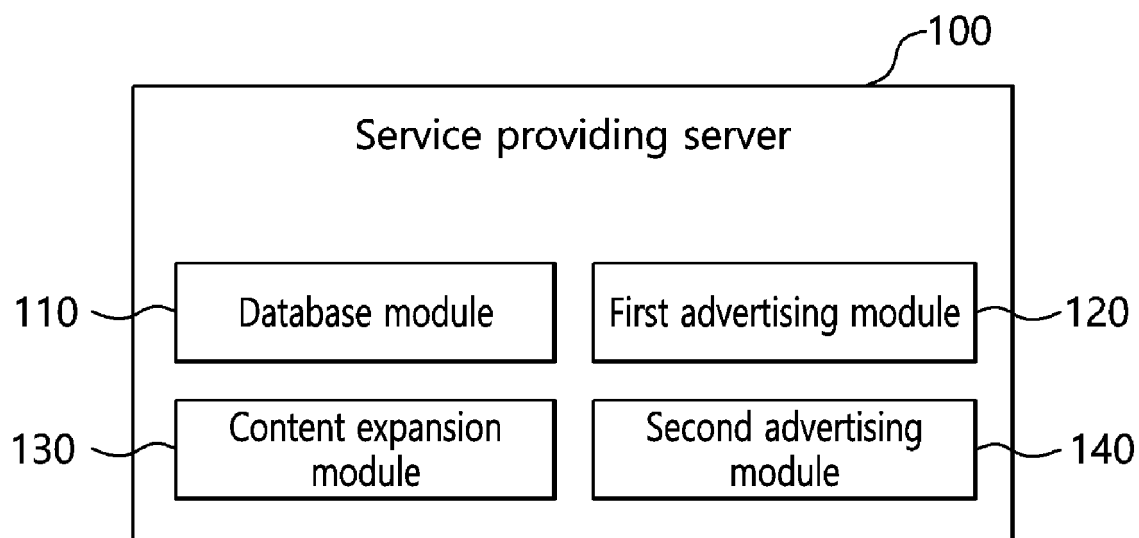 100
Service providing server
110
Database module
First advertising module
120
130
Content expansion
module
Second advertising
module
140